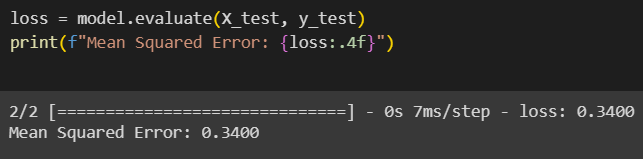 loss = model.evaluate(X_test, y_test)
print(f"Mean Squared Error: {loss:.4f}")
2/2 [==============================] - 0s 7ms/step - loss: 0.3400
Mean Squared Error: 0.3400